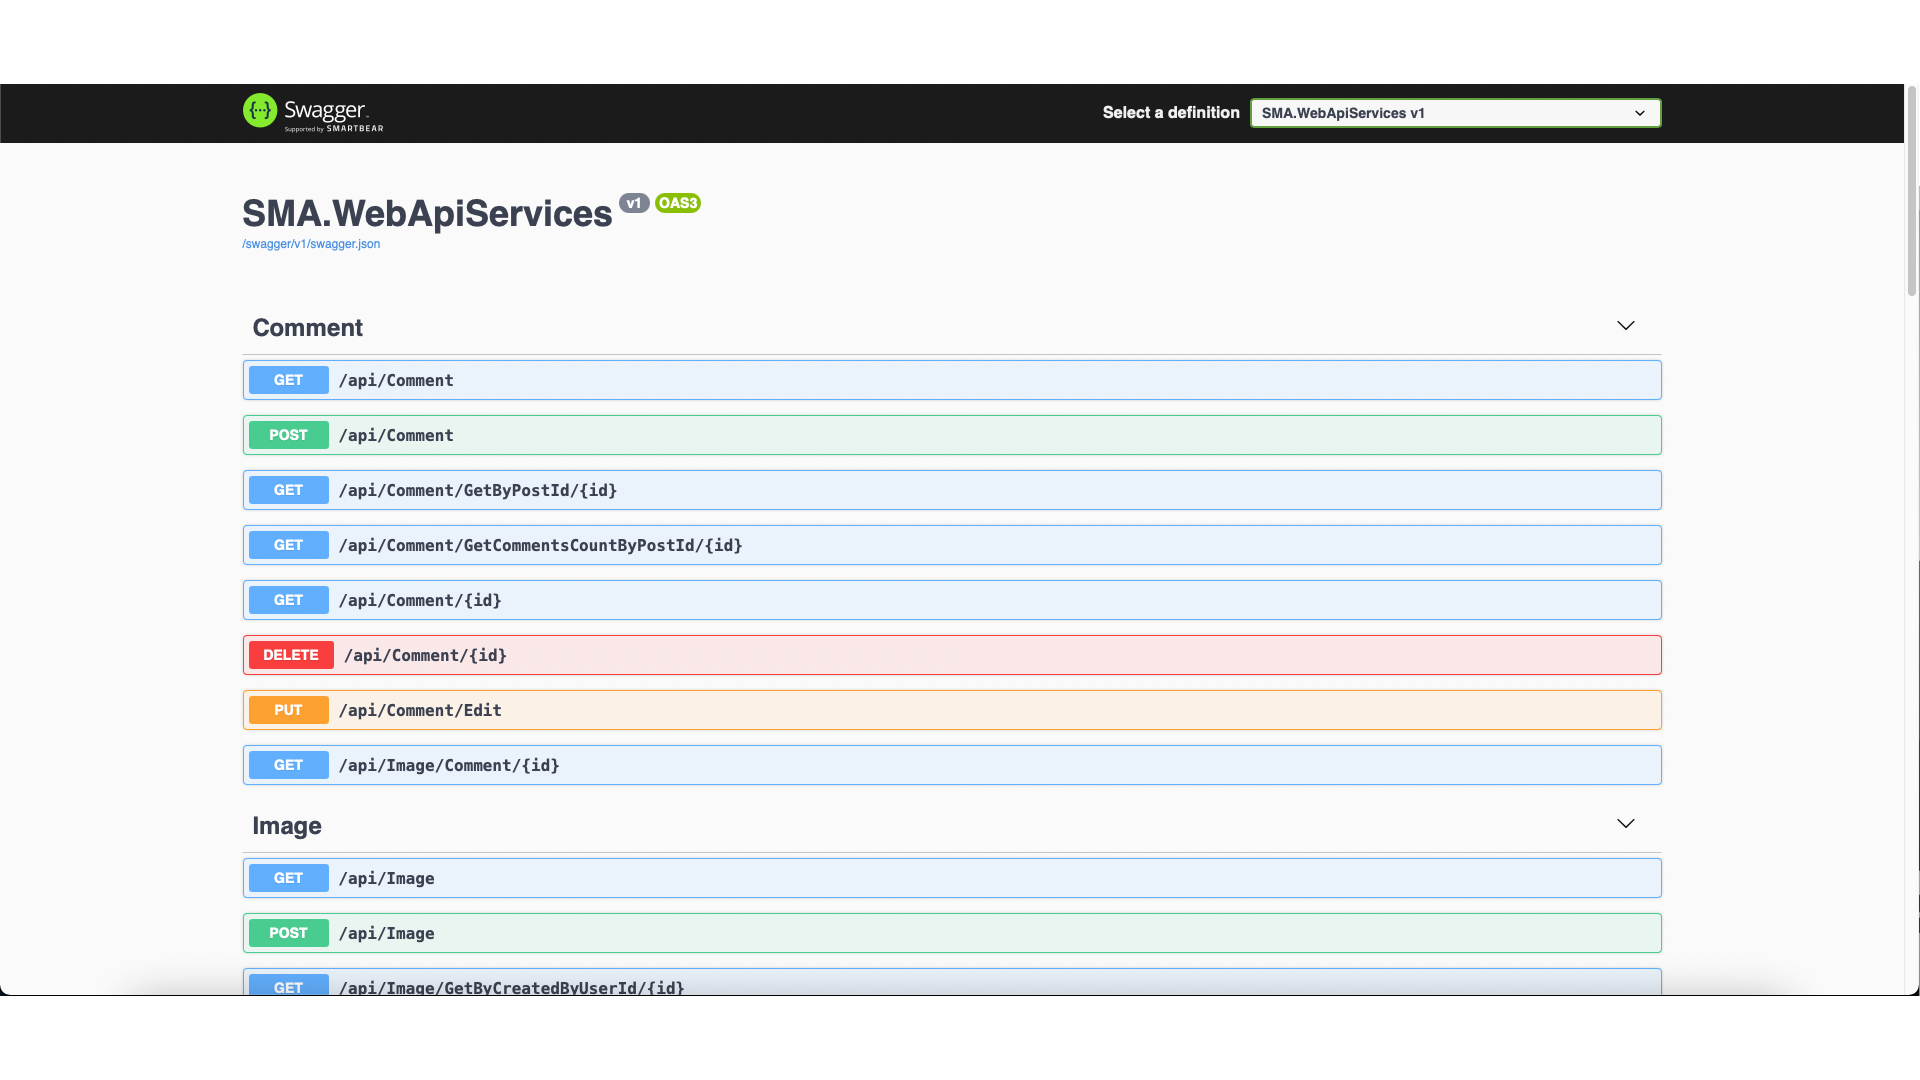 Swagger
Supported by SMARTBEAR
Select a definition
SMA.WebApiServices v1
SMA.WebApiServices v1 OAS3
/swagger/v1/swagger.json
Comment
GET /api/Comment
POST /api/Comment
GET /api/Comment/GetByPostId/{id}
GET /api/Comment/GetCommentsCountByPostId/{id}
GET /api/Comment/{id}
DELETE /api/Comment/{id}
PUT /api/Comment/Edit
GET /api/Image/Comment/{id}
Image
GET /api/Image
POST /api/Image
GET /api/Image/GetByCreatedByUserId/{id}